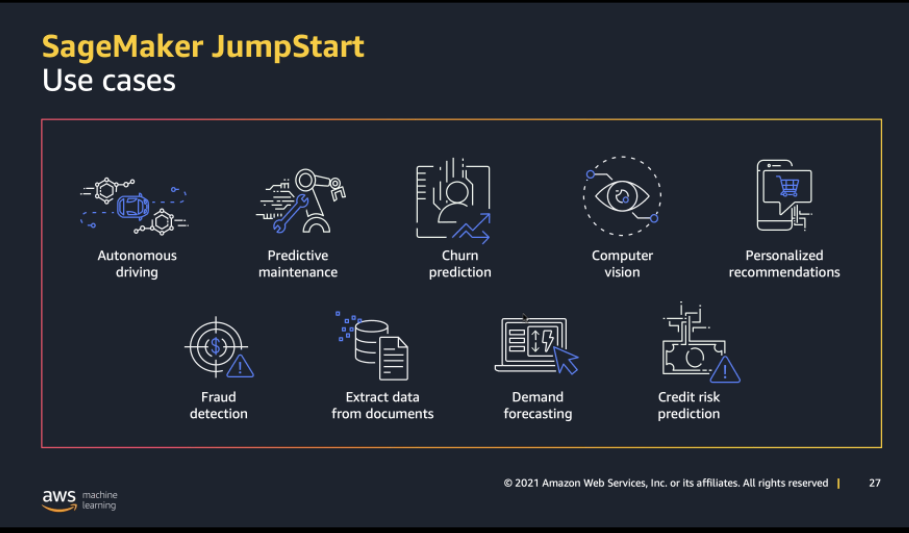 SageMaker JumpStart
Use cases
Autonomous
driving
Predictive
maintenance
Churn
prediction
Computer
vision
Personalized
recommendations
$
!
Fraud
detection
Extract data
from documents
Demand
forecasting
!
Credit risk
prediction
aws machine
learning
© 2021 Amazon Web Services, Inc. or its affiliates. All rights reserved | 27